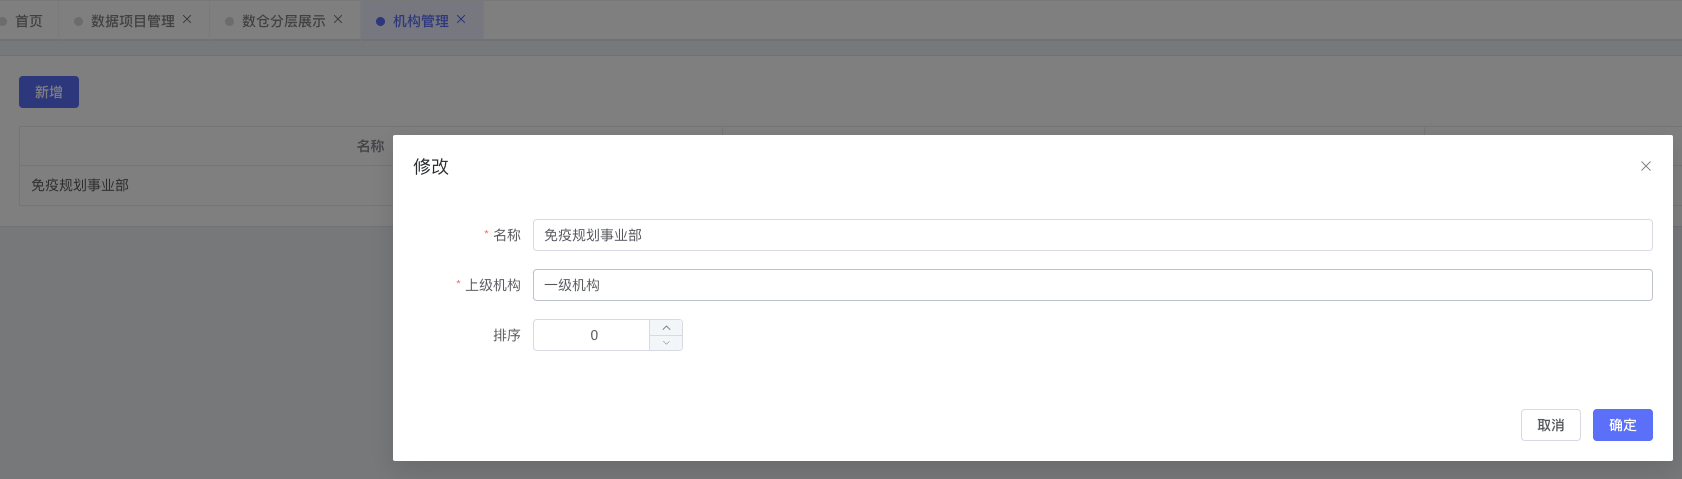 首页 数据项目管理 数仓分层展示 机构管理
新增
名称
免疫规划事业部
修改
* 名称 免疫规划事业部
* 上级机构 一级机构
排序 0
取消 确定